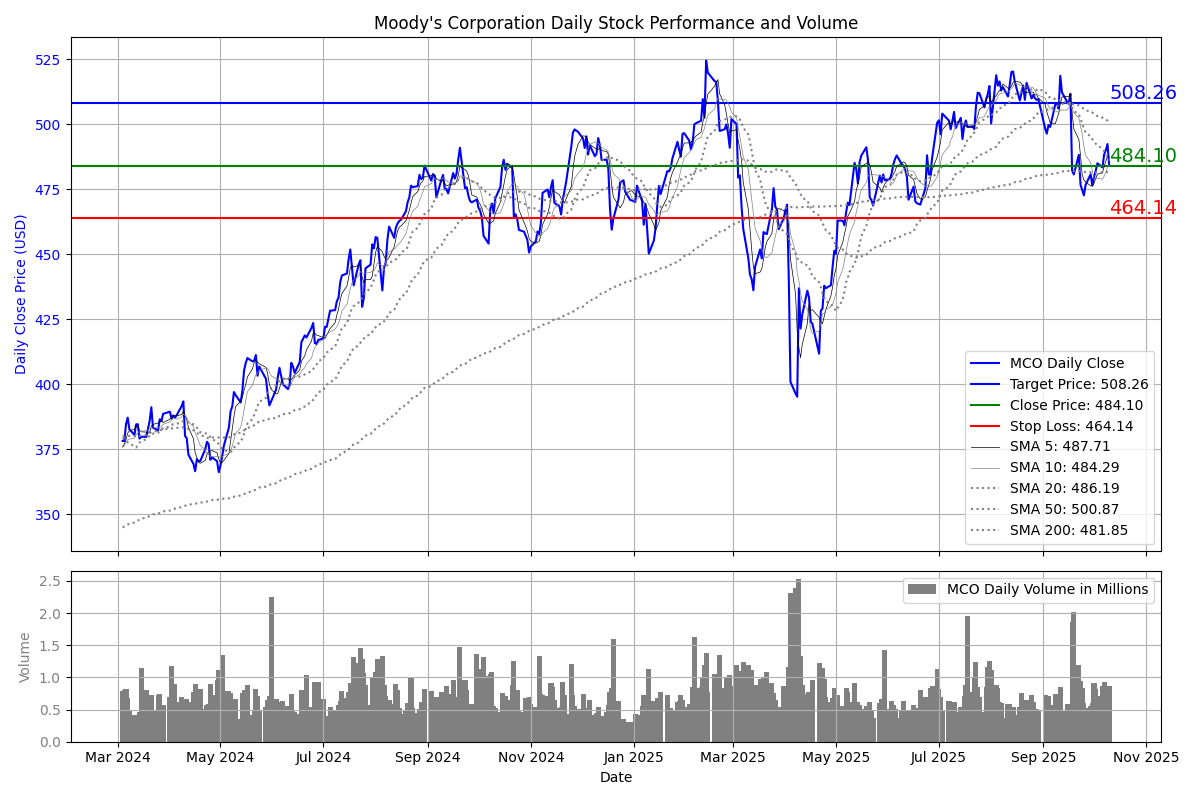 Moody's Corporation Daily Stock Performance and Volume
Daily Close Price (USD)
525
500
475
450
425
400
375
350
508.26
484.10
464.14
MCO Daily Close
Target Price: 508.26
Close Price: 484.10
Stop Loss: 464.14
SMA 5: 487.71
SMA 10: 484.29
SMA 20: 486.19
SMA 50: 500.87
SMA 200: 481.85
Volume
2.5
2.0
1.5
1.0
0.5
0.0
MCO Daily Volume in Millions
Mar 2024 May 2024 Jul 2024 Sep 2024 Nov 2024 Jan 2025 Mar 2025 May 2025 Jul 2025 Sep 2025 Nov 2025
Date